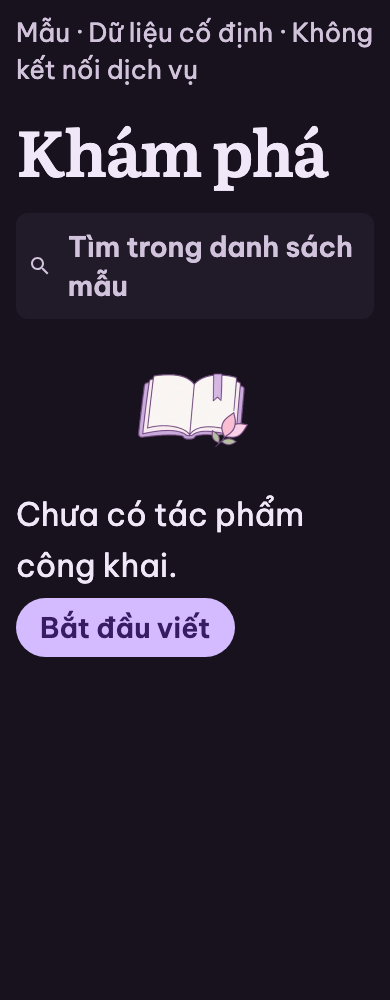 Mẫu · Dữ liệu cố định · Không
kết nối dịch vụ
Khám phá
Tìm trong danh sách
mẫu
Chưa có tác phẩm
công khai.
Bắt đầu viết